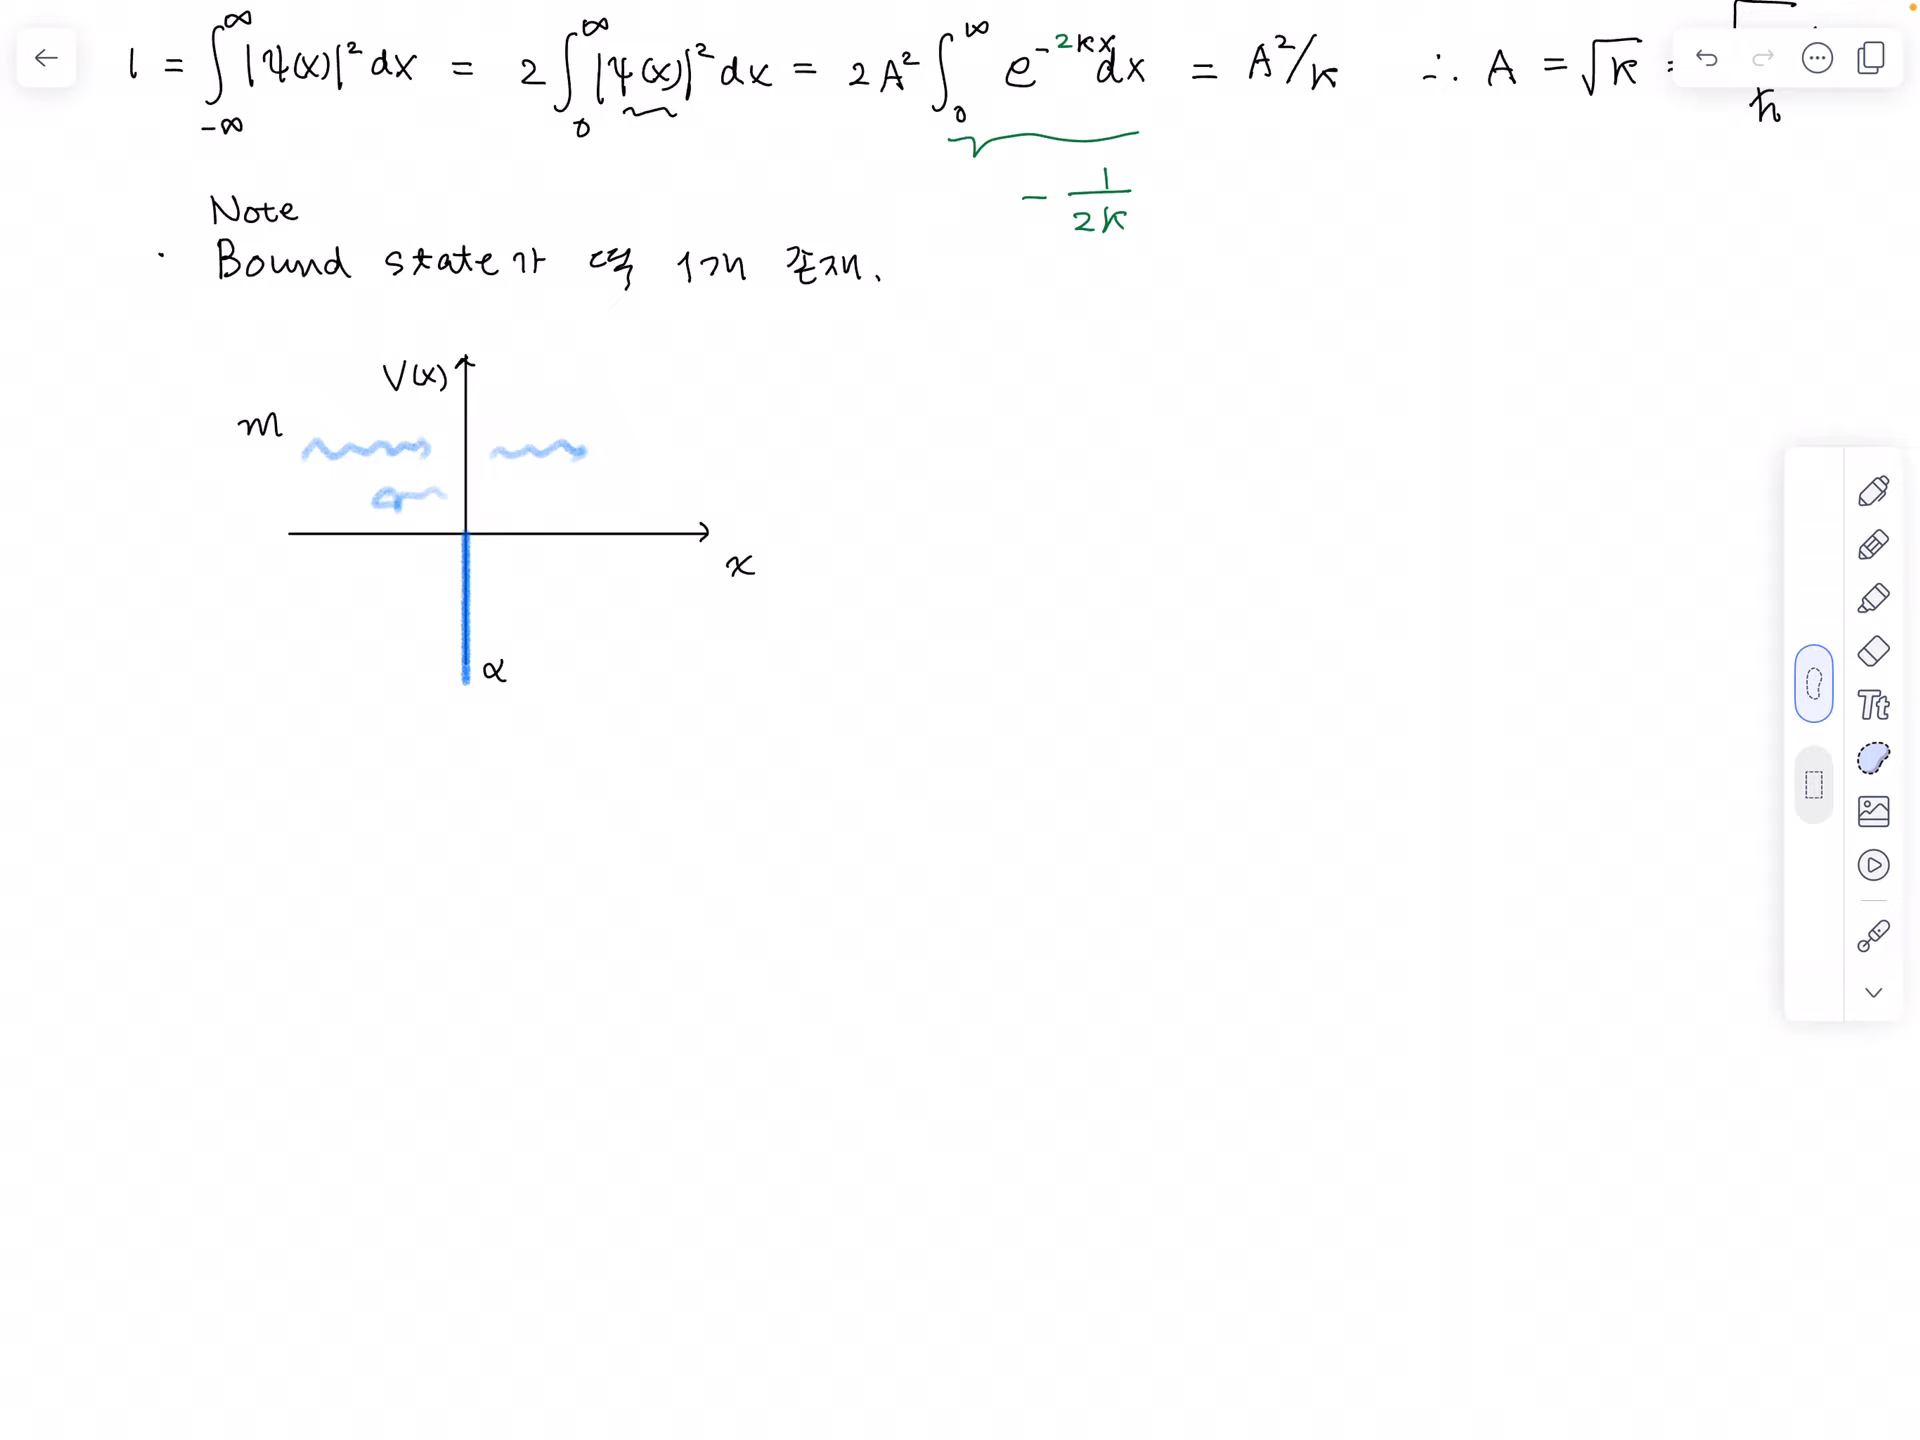 1 = ∫_{-∞}^{∞} |ψ(x)|² dx = 2 ∫_0^∞ |ψ(x)|² dx = 2A² ∫_0^∞ e^{-2κx} dx = A²/κ ∴ A = √κ =
ħ
- 1/2κ
Note
· Bound state가 딱 1개 존재.
V(x)
m
x
α
Tt